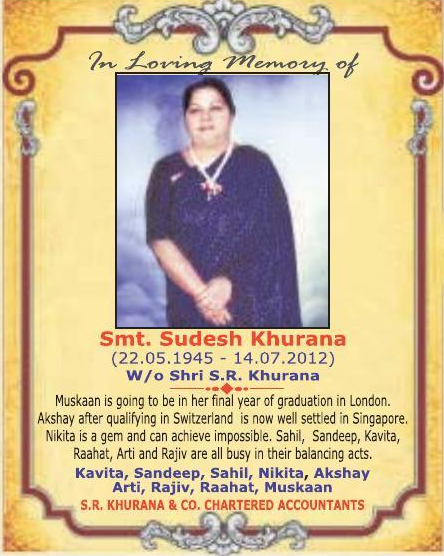 In Loving Memory of
Smt. Sudesh Khurana
(22.05.1945 - 14.07.2012)
W/o Shri S.R. Khurana
Muskaan is going to be in her final year of graduation in London.
Akshay after qualifying in Switzerland is now well settled in Singapore.
Nikita is a gem and can achieve impossible. Sahil, Sandeep, Kavita,
Raahat, Arti and Rajiv are all busy in their balancing acts.
Kavita, Sandeep, Sahil, Nikita, Akshay
Arti, Rajiv, Raahat, Muskaan
S.R. KHURANA & CO. CHARTERED ACCOUNTANTS